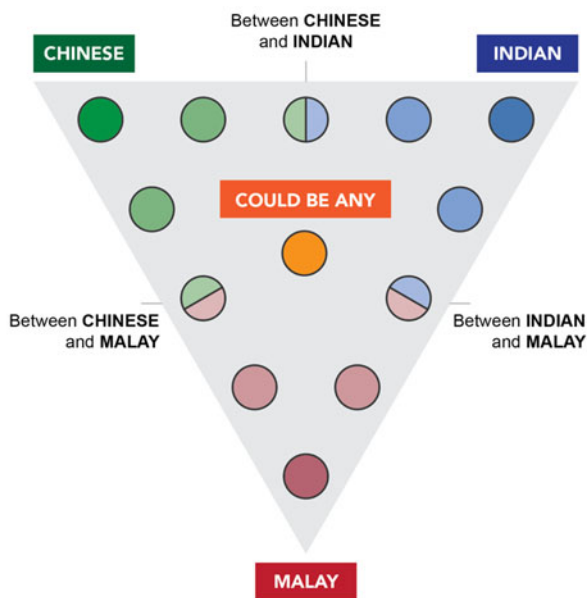 Between CHINESE
and INDIAN
CHINESE
INDIAN
COULD BE ANY
Between CHINESE
and MALAY
Between INDIAN
and MALAY
MALAY